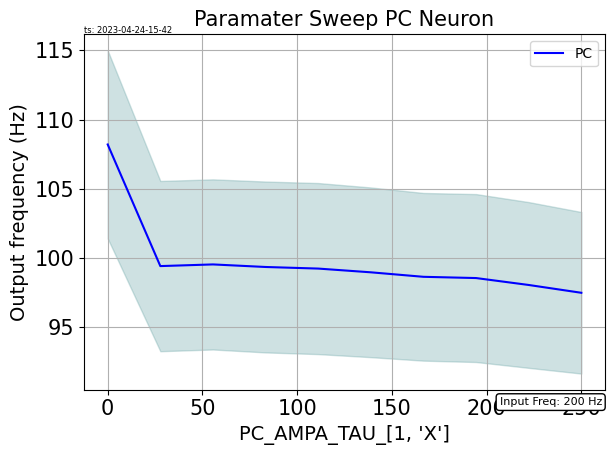 Paramater Sweep PC Neuron
ts: 2023-04-24-15-42
PC
115
110
105
100
95
Output frequency (Hz)
0 50 100 150 200 250
Input Freq: 200 Hz
PC_AMPA_TAU_[1, 'X']